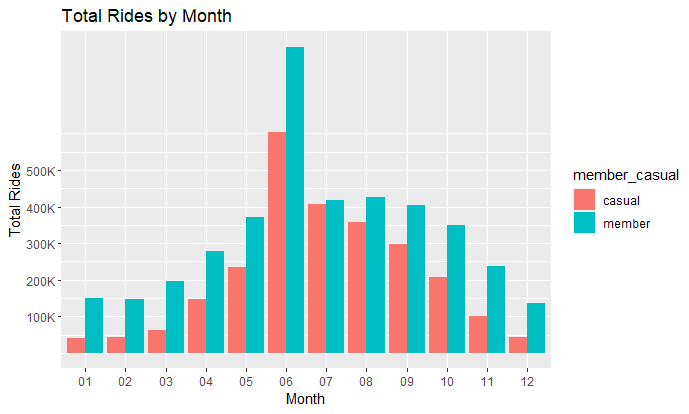 Total Rides by Month
Total Rides
500K
400K
300K
200K
100K
01 02 03 04 05 06 07 08 09 10 11 12
Month
member_casual
casual
member